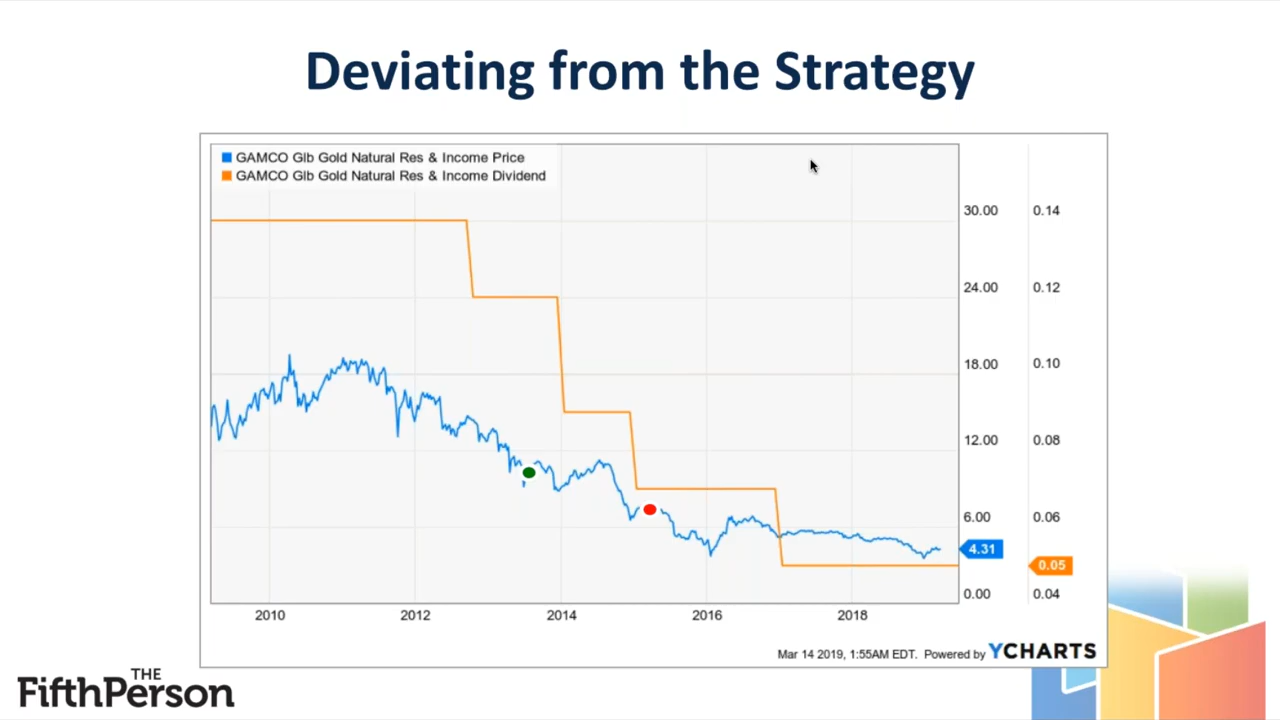 Deviating from the Strategy
GAMCO Glb Gold Natural Res & Income Price
GAMCO Glb Gold Natural Res & Income Dividend
30.00 0.14
24.00 0.12
18.00 0.10
12.00 0.08
6.00 0.06
4.31
0.05
0.00 0.04
2010 2012 2014 2016 2018
Mar 14 2019, 1:55AM EDT. Powered by YCHARTS
THE
FifthPerson